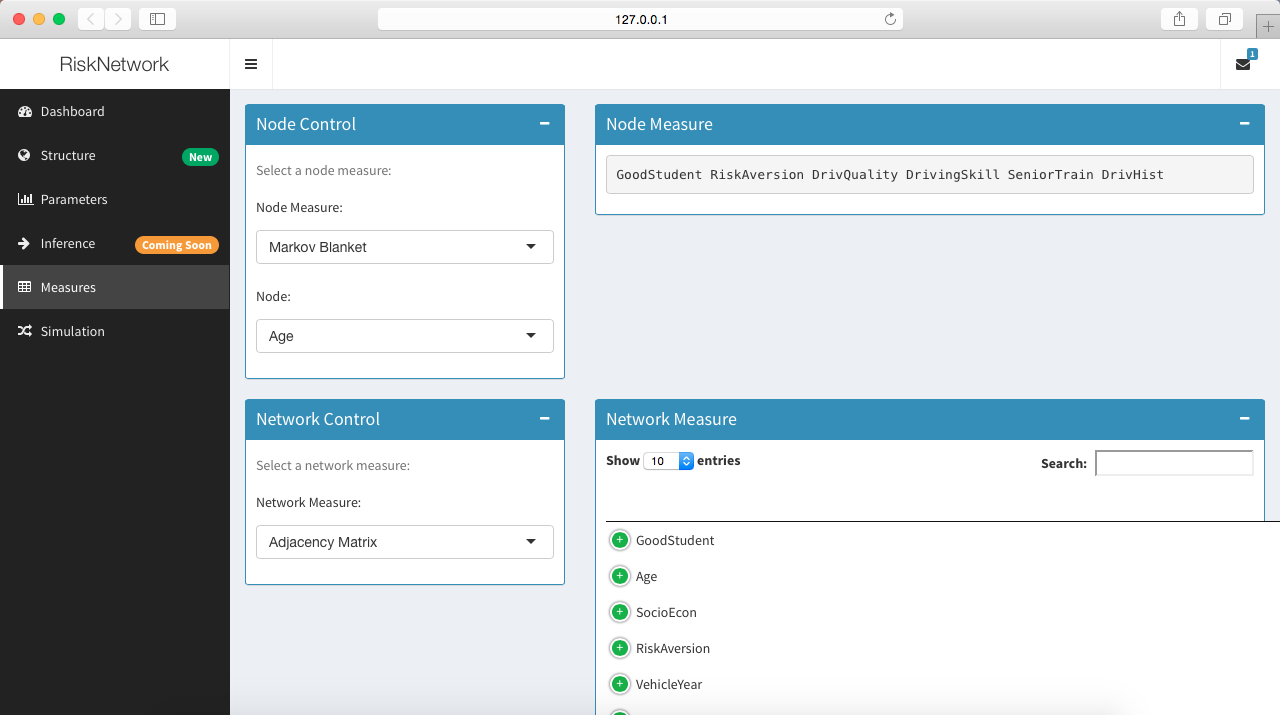 127.0.0.1
RiskNetwork
1
Dashboard
Structure
New
Parameters
Inference
Coming Soon
Measures
Simulation
Node Control
Select a node measure:
Node Measure:
Markov Blanket
Node:
Age
Node Measure
GoodStudent RiskAversion DrivQuality DrivingSkill SeniorTrain DrivHist
Network Control
Select a network measure:
Network Measure:
Adjacency Matrix
Network Measure
Show 10 entries
Search:
GoodStudent
Age
SocioEcon
RiskAversion
VehicleYear